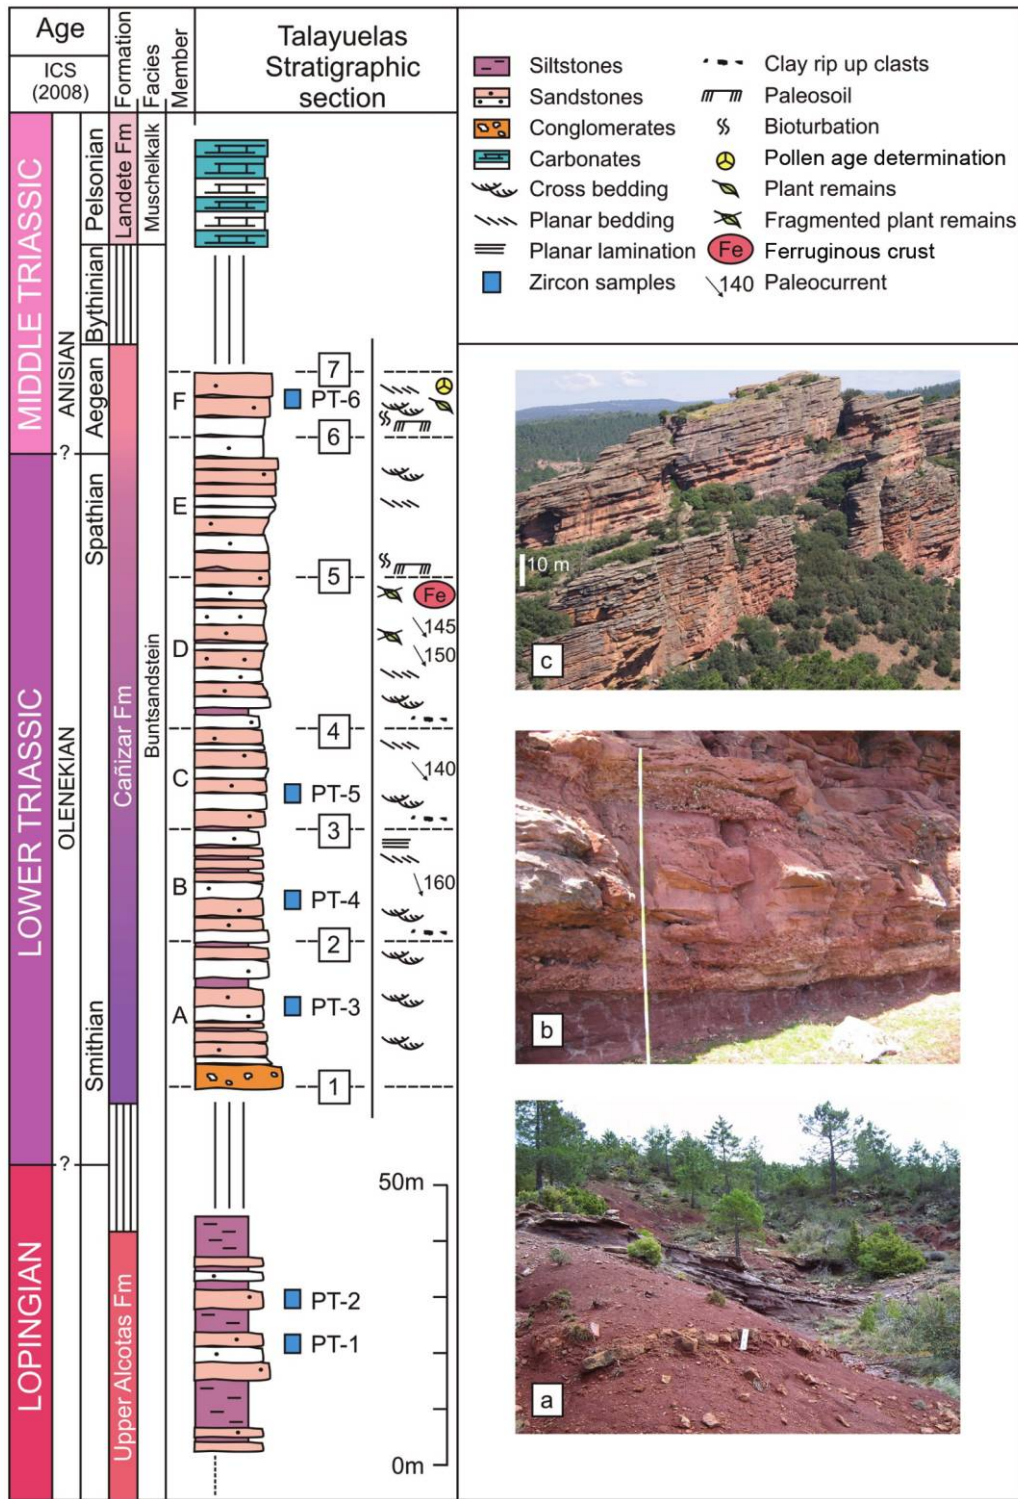 Age
ICS
(2008)
Formation
Facies
Member
Talayuelas
Stratigraphic
section
Siltstones
Sandstones
Conglomerates
Carbonates
Cross bedding
Planar bedding
Planar lamination
Zircon samples
Clay rip up clasts
Paleosoil
Bioturbation
Pollen age determination
Plant remains
Fragmented plant remains
Fe Ferruginous crust
140 Paleocurrent
MIDDLE TRIASSIC
LOWER TRIASSIC
LOPINGIAN
?
?
ANISIAN
OLENEKIAN
Pelsonian
Bythinian
Aegean
Spathian
Smithian
Landete Fm
Cañizar Fm
Upper Alcotas Fm
Muschelkalk
Buntsandstein
7
F
PT-6
6
E
5
Fe
145
D
150
4
140
C
PT-5
3
B
160
PT-4
2
A
PT-3
1
50m
PT-2
PT-1
0m
10 m
c
b
a